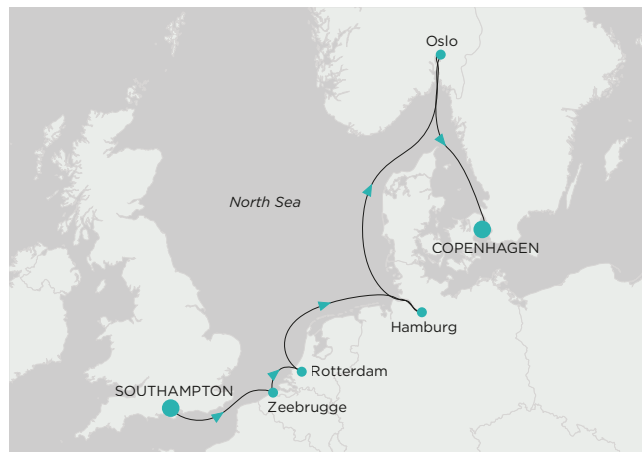 Oslo
North Sea
COPENHAGEN
Hamburg
Rotterdam
SOUTHAMPTON
Zeebrugge